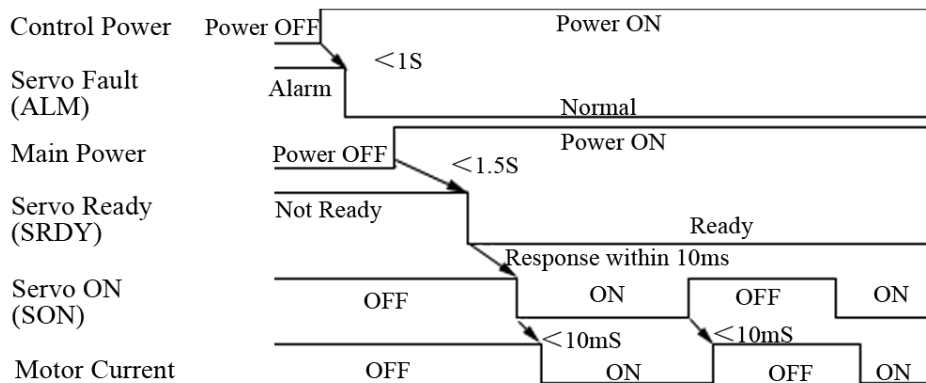 Control Power Power OFF Power ON
<1S
Servo Fault
(ALM)
Alarm
Normal
Main Power Power OFF Power ON
<1.5S
Servo Ready
(SRDY)
Not Ready
Ready
Response within 10ms
Servo ON
(SON)
OFF ON OFF ON
<10mS <10mS
Motor Current OFF ON OFF ON